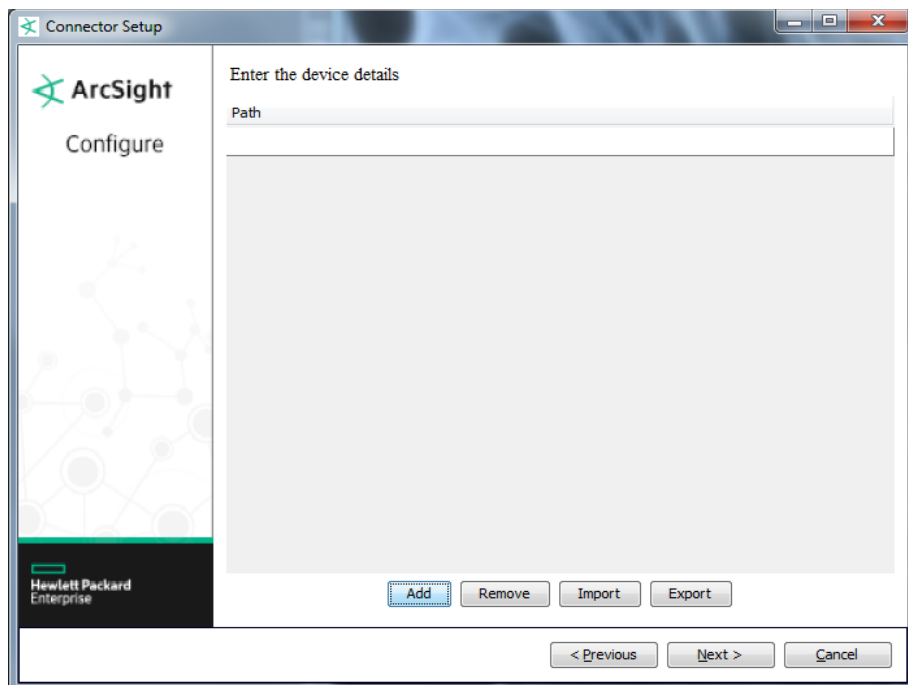 Connector Setup
ArcSight
Configure
Enter the device details
Path
Hewlett Packard
Enterprise
Add Remove Import Export
< Previous Next > Cancel